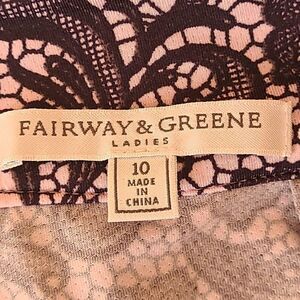 FAIRWAY & GREENE
LADIES
10
MADE IN
CHINA